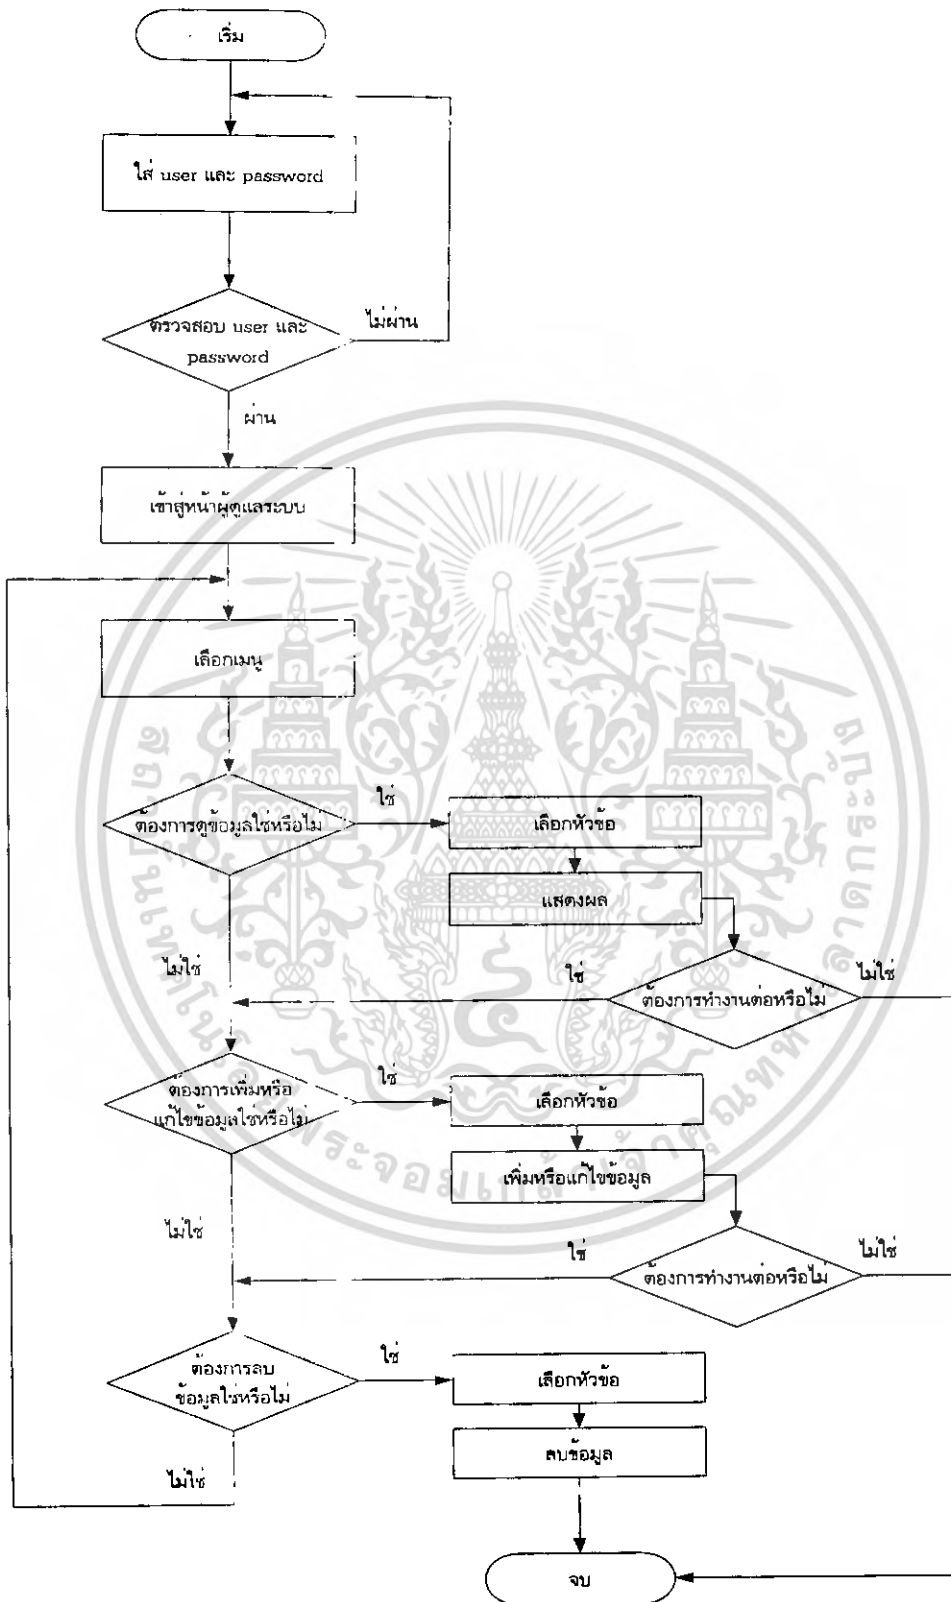 เริ่ม
ใส่ user และ password
ตรวจสอบ user และ
password
ไม่ผ่าน
ผ่าน
เข้าสู่หน้าผู้ดูแลระบบ
เลือกเมนู
ต้องการดูข้อมูลใช่หรือไม่
ใช่
เลือกหัวข้อ
แสดงผล
ไม่ใช่
ใช่
ต้องการทำงานต่อหรือไม่
ไม่ใช่
ต้องการเพิ่มหรือ
แก้ไขข้อมูลใช่หรือไม่
ใช่
เลือกหัวข้อ
เพิ่มหรือแก้ไขข้อมูล
ไม่ใช่
ใช่
ต้องการทำงานต่อหรือไม่
ไม่ใช่
ต้องการลบ
ข้อมูลใช่หรือไม่
ใช่
เลือกหัวข้อ
ลบข้อมูล
ไม่ใช่
จบ